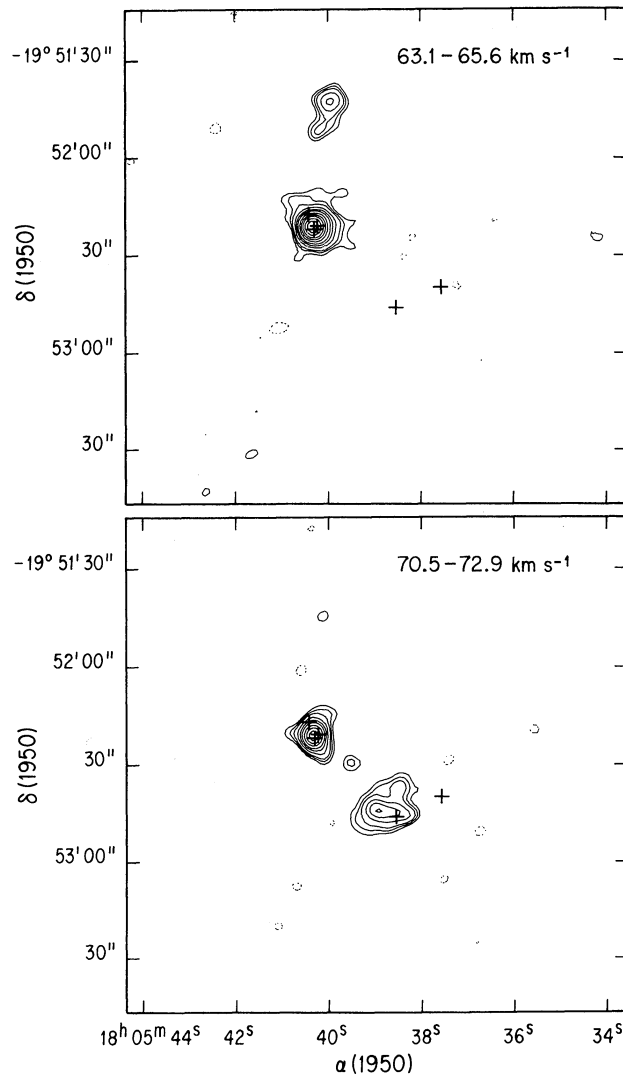 −19° 51' 30"
63.1 – 65.6 km s⁻¹
52' 00"
30"
δ (1950)
53' 00"
30"
−19° 51' 30"
70.5 – 72.9 km s⁻¹
52' 00"
30"
δ (1950)
53' 00"
30"
18ʰ 05ᵐ 44ˢ 42ˢ 40ˢ 38ˢ 36ˢ 34ˢ
α (1950)